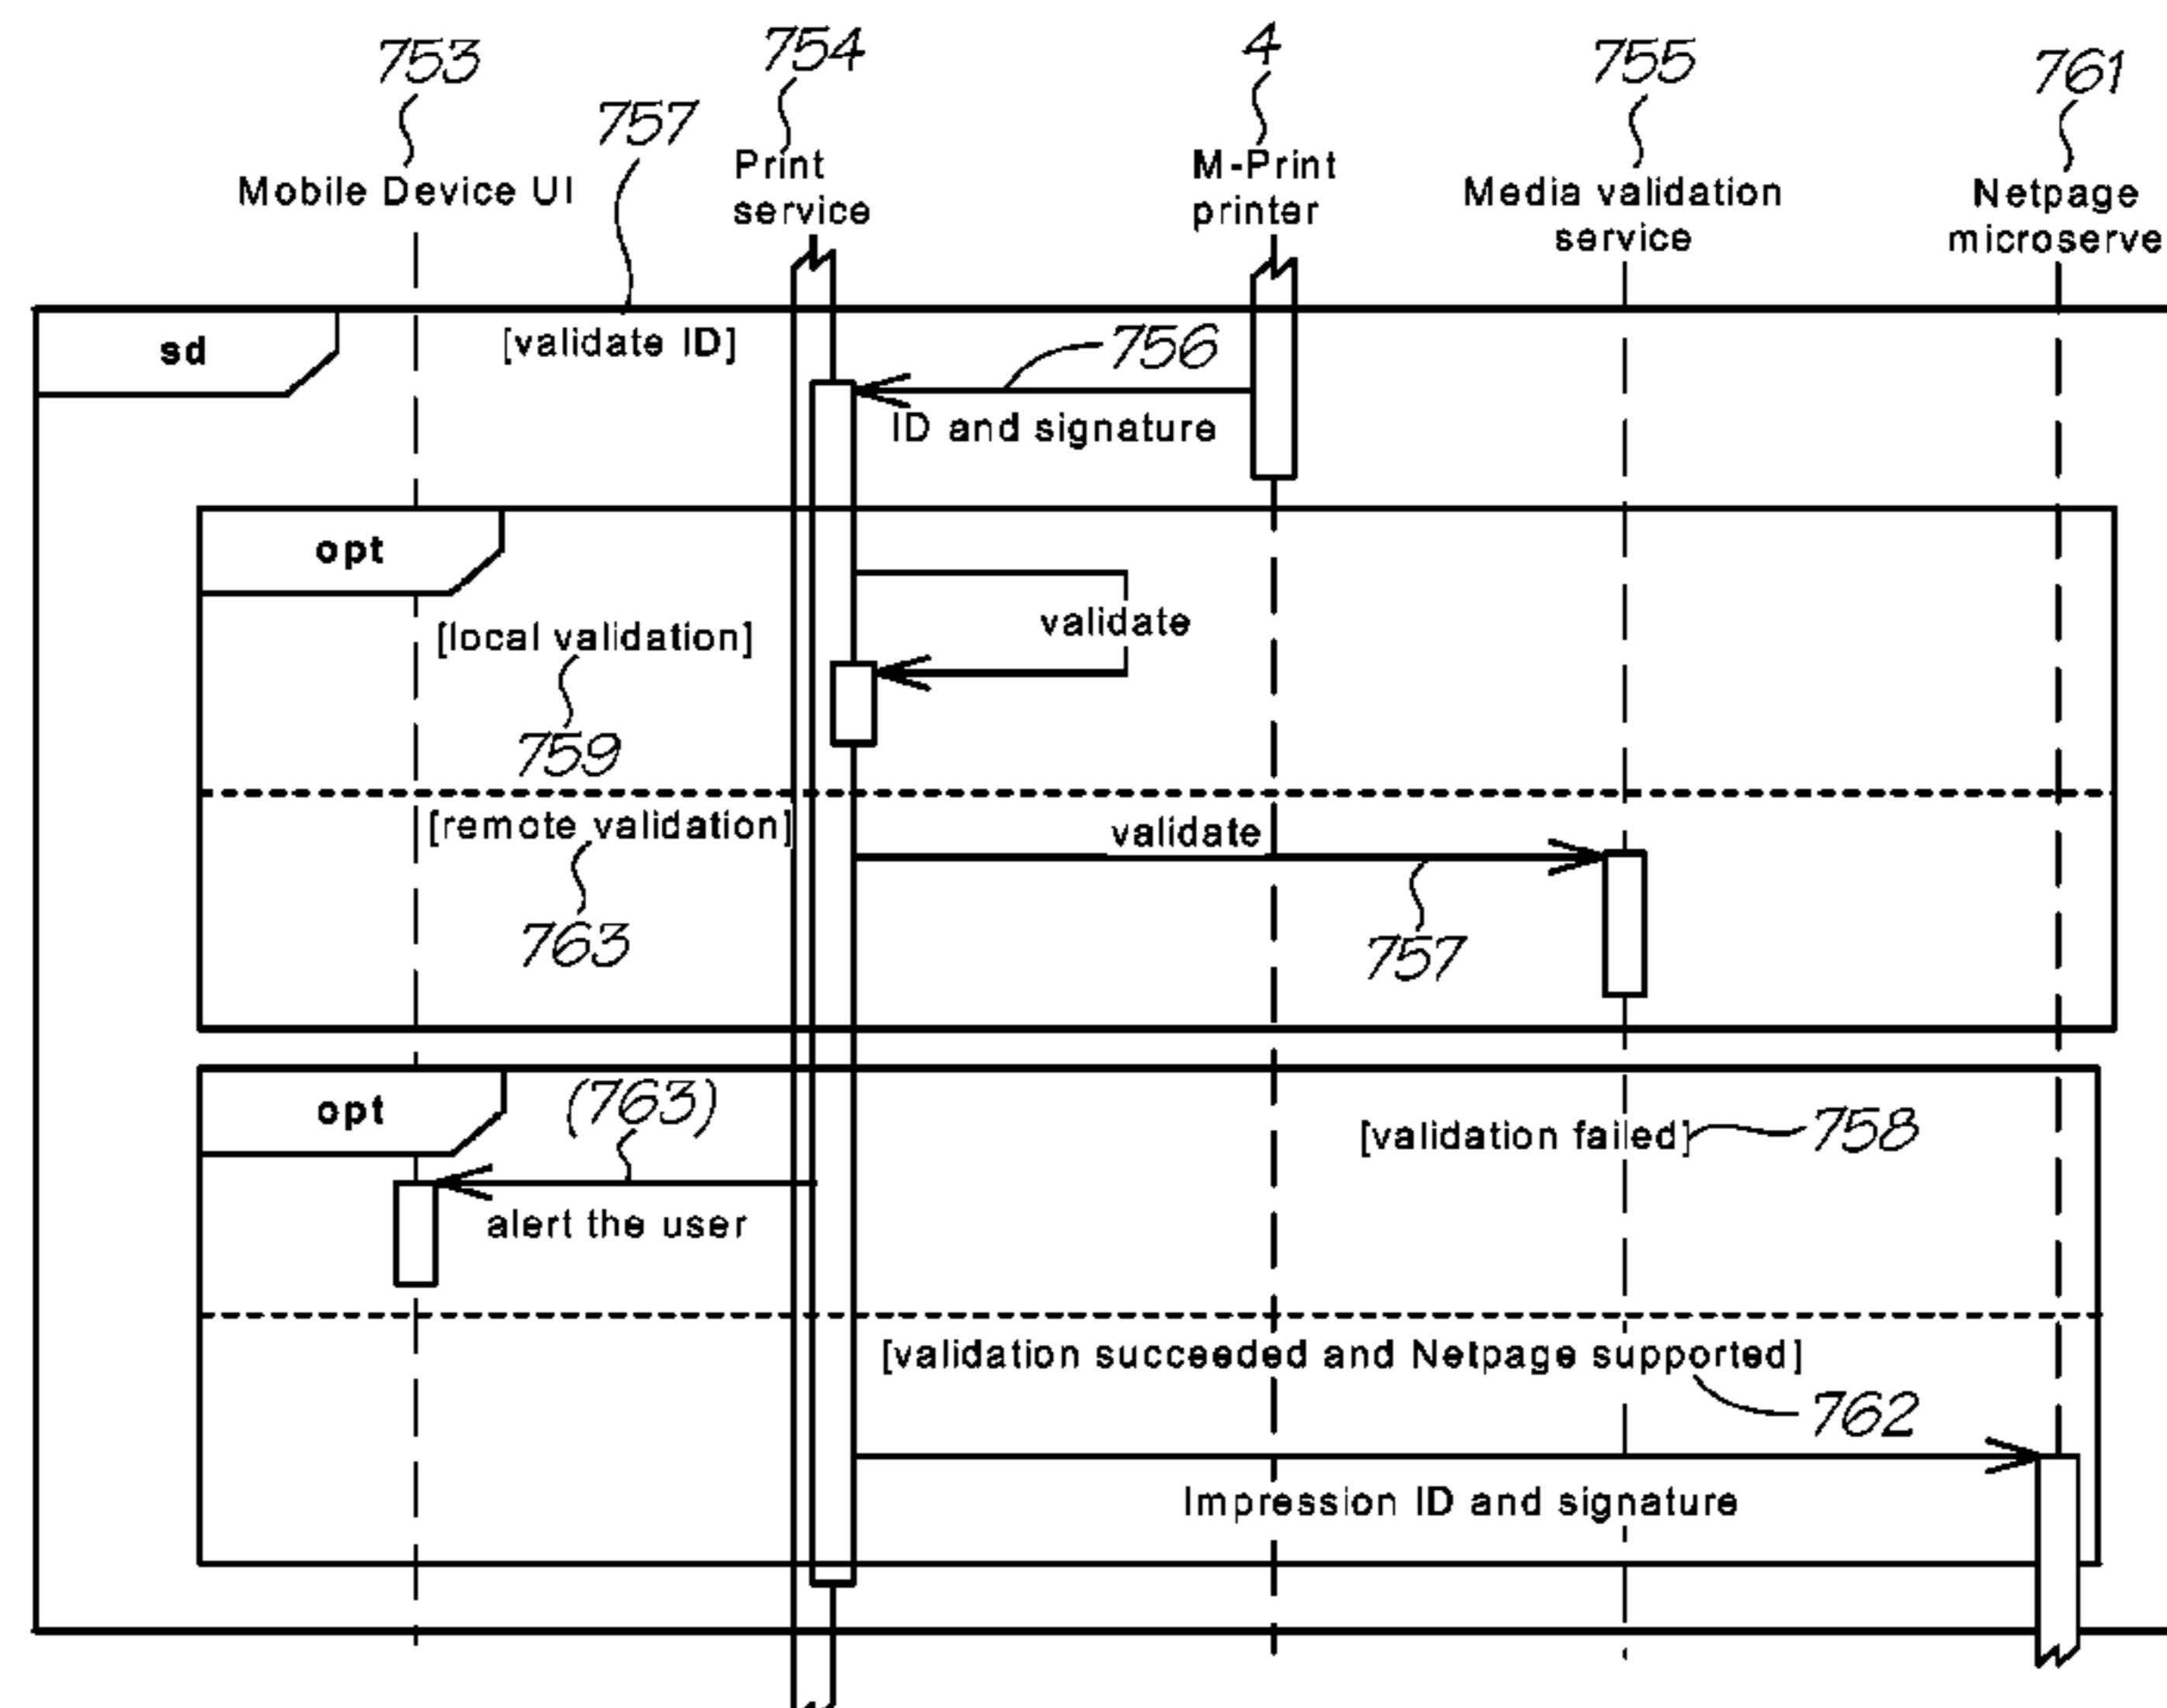 753
754
4
755
761
757
Mobile Device UI
Print
service
M-Print
printer
Media validation
service
Netpage
microserve
sd
[validate ID]
756
ID and signature
opt
[local validation]
validate
759
[remote validation]
validate
763
757
opt
(763)
[validation failed]
758
alert the user
[validation succeeded and Netpage supported]
762
Impression ID and signature